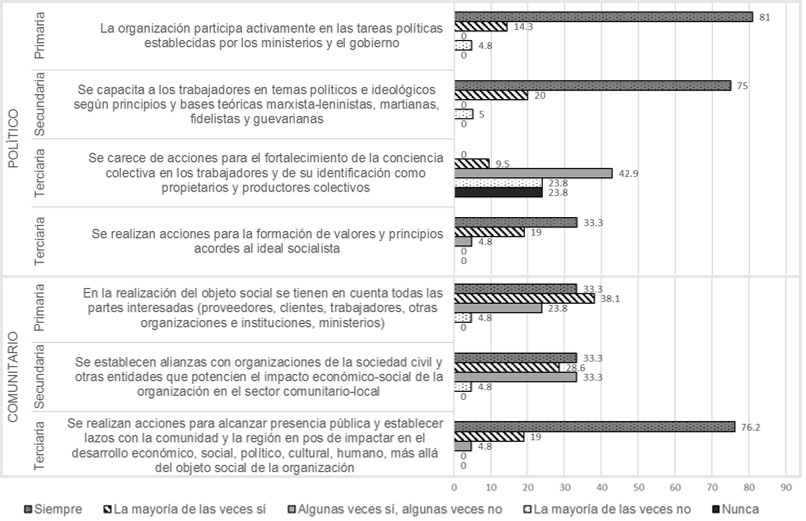 POLÍTICO
Primaria
La organización participa activamente en las tareas políticas
establecidas por los ministerios y el gobierno
81
14.3
0
4.8
0
Secundaria
Se capacita a los trabajadores en temas políticos e ideológicos
según principios y bases teóricas marxista-leninistas, martianas,
fidelistas y guevarianas
75
20
0
5
0
Terciaria
Se carece de acciones para el fortalecimiento de la conciencia
colectiva en los trabajadores y de su identificación como
propietarios y productores colectivos
0
9.5
42.9
23.8
23.8
Terciaria
Se realizan acciones para la formación de valores y principios
acordes al ideal socialista
33.3
19
4.8
0
0
COMUNITARIO
Primaria
En la realización del objeto social se tienen en cuenta todas las
partes interesadas (proveedores, clientes, trabajadores, otras
organizaciones e instituciones, ministerios)
33.3
38.1
23.8
4.8
0
Secundaria
Se establecen alianzas con organizaciones de la sociedad civil y
otras entidades que potencien el impacto económico-social de la
organización en el sector comunitario-local
33.3
28.6
33.3
4.8
0
Terciaria
Se realizan acciones para alcanzar presencia pública y establecer
lazos con la comunidad y la región en pos de impactar en el
desarrollo económico, social, político, cultural, humano, más allá
del objeto social de la organización
76.2
19
4.8
0
0
0 10 20 30 40 50 60 70 80 90
Siempre La mayoría de las veces sí Algunas veces sí, algunas veces no La mayoría de las veces no Nunca